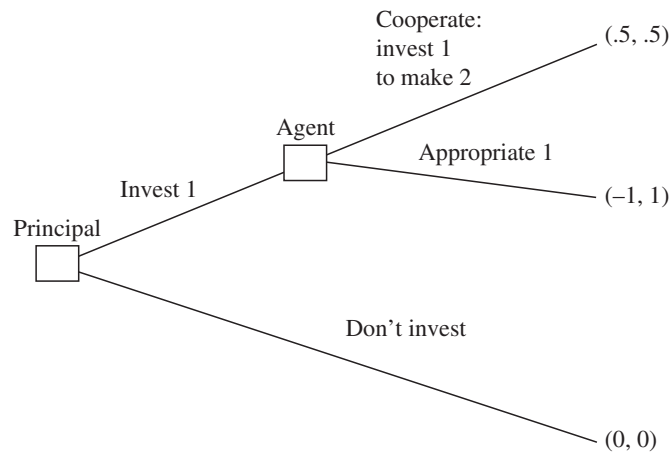 Cooperate:
invest 1
to make 2
(.5, .5)
Agent
Appropriate 1
(–1, 1)
Invest 1
Principal
Don't invest
(0, 0)